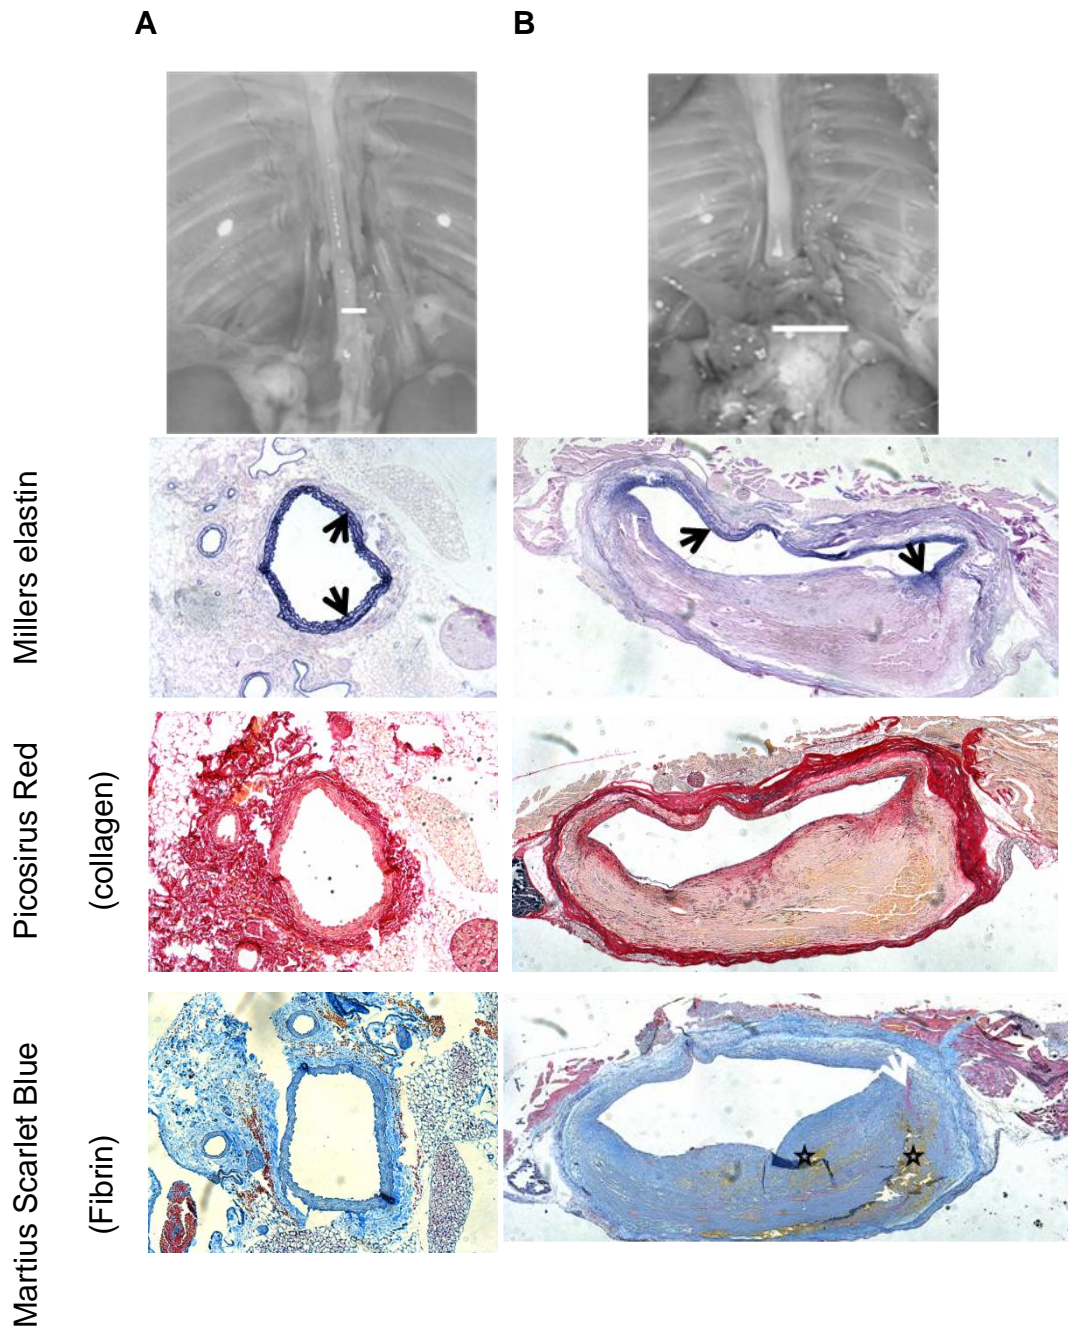 A
B
Millers elastin
Picosirus Red
(collagen)
Martius Scarlet Blue
(Fibrin)